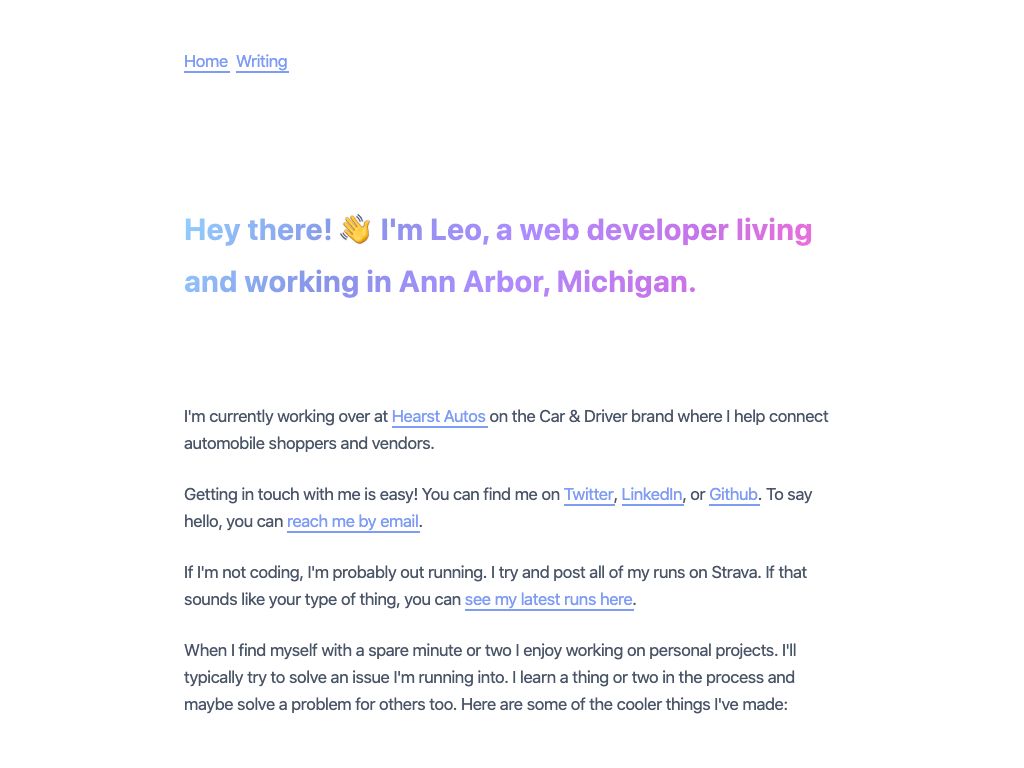 Home Writing
Hey there! 👋 I'm Leo, a web developer living
and working in Ann Arbor, Michigan.
I'm currently working over at Hearst Autos on the Car & Driver brand where I help connect
automobile shoppers and vendors.
Getting in touch with me is easy! You can find me on Twitter, LinkedIn, or Github. To say
hello, you can reach me by email.
If I'm not coding, I'm probably out running. I try and post all of my runs on Strava. If that
sounds like your type of thing, you can see my latest runs here.
When I find myself with a spare minute or two I enjoy working on personal projects. I'll
typically try to solve an issue I'm running into. I learn a thing or two in the process and
maybe solve a problem for others too. Here are some of the cooler things I've made: